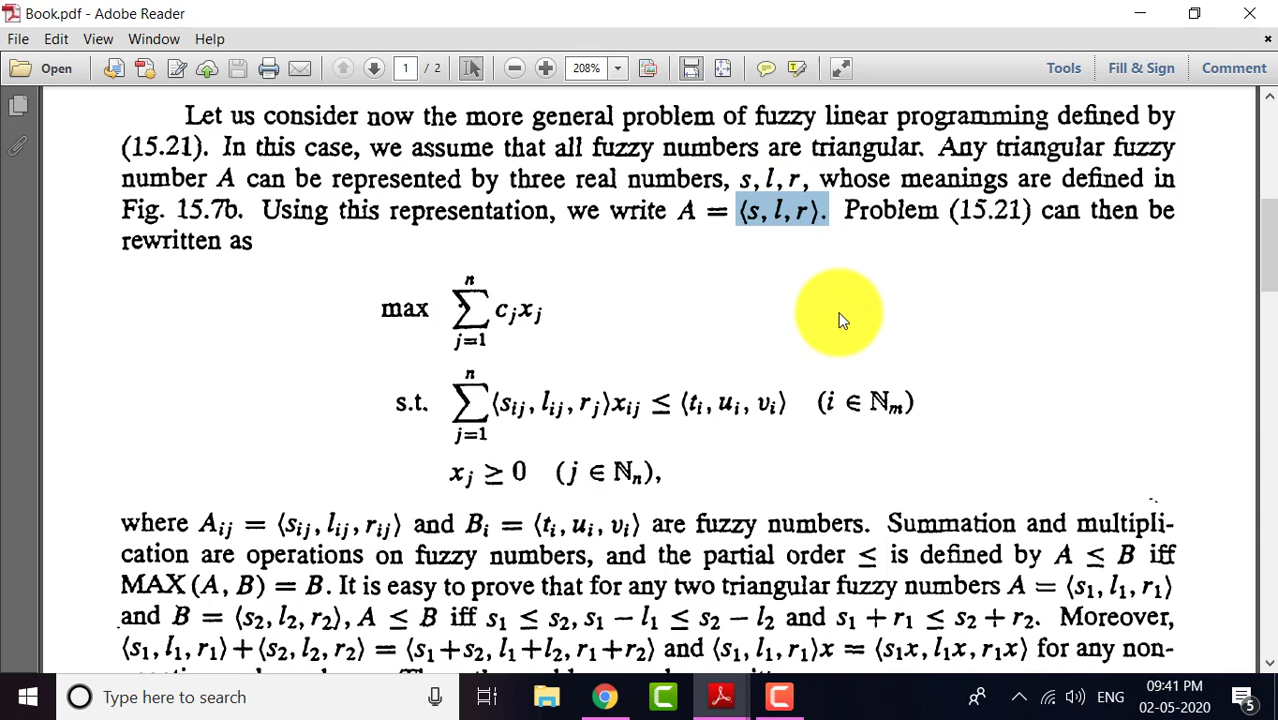 Book.pdf - Adobe Reader
File Edit View Window Help
Open 1 / 2 208% Tools Fill & Sign Comment
Let us consider now the more general problem of fuzzy linear programming defined by
(15.21). In this case, we assume that all fuzzy numbers are triangular. Any triangular fuzzy
number A can be represented by three real numbers, s, l, r, whose meanings are defined in
Fig. 15.7b. Using this representation, we write A = ⟨s, l, r⟩. Problem (15.21) can then be
rewritten as
max ∑_{j=1}^{n} c_j x_j
s.t. ∑_{j=1}^{n} ⟨s_{ij}, l_{ij}, r_j⟩x_{ij} ≤ ⟨t_i, u_i, v_i⟩ (i ∈ ℕ_m)
x_j ≥ 0 (j ∈ ℕ_n),
where A_{ij} = ⟨s_{ij}, l_{ij}, r_{ij}⟩ and B_i = ⟨t_i, u_i, v_i⟩ are fuzzy numbers. Summation and multipli-
cation are operations on fuzzy numbers, and the partial order ≤ is defined by A ≤ B iff
MAX (A, B) = B. It is easy to prove that for any two triangular fuzzy numbers A = ⟨s_1, l_1, r_1⟩
and B = ⟨s_2, l_2, r_2⟩, A ≤ B iff s_1 ≤ s_2, s_1 − l_1 ≤ s_2 − l_2 and s_1 + r_1 ≤ s_2 + r_2. Moreover,
⟨s_1, l_1, r_1⟩+⟨s_2, l_2, r_2⟩ = ⟨s_1+s_2, l_1+l_2, r_1+r_2⟩ and ⟨s_1, l_1, r_1⟩x = ⟨s_1x, l_1x, r_1x⟩ for any non-
Type here to search
ENG
09:41 PM
02-05-2020
5